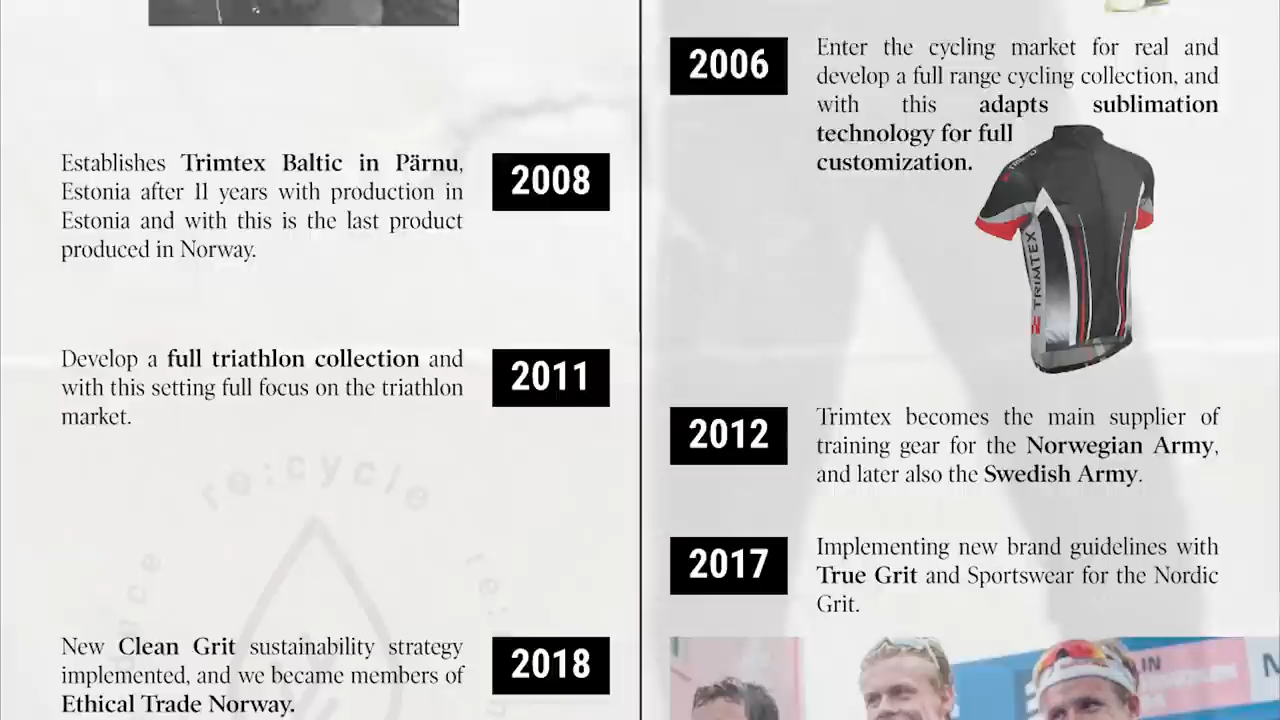 2006
Enter the cycling market for real and
develop a full range cycling collection, and
with this adapts sublimation
technology for full
customization.
TRIMTEX
Establishes Trimtex Baltic in Pärnu,
Estonia after 11 years with production in
Estonia and with this is the last product
produced in Norway.
2008
Develop a full triathlon collection and
with this setting full focus on the triathlon
market.
2011
2012
Trimtex becomes the main supplier of
training gear for the Norwegian Army,
and later also the Swedish Army.
re:cycle
2017
Implementing new brand guidelines with
True Grit and Sportswear for the Nordic
Grit.
New Clean Grit sustainability strategy
implemented, and we became members of
Ethical Trade Norway.
2018
IN